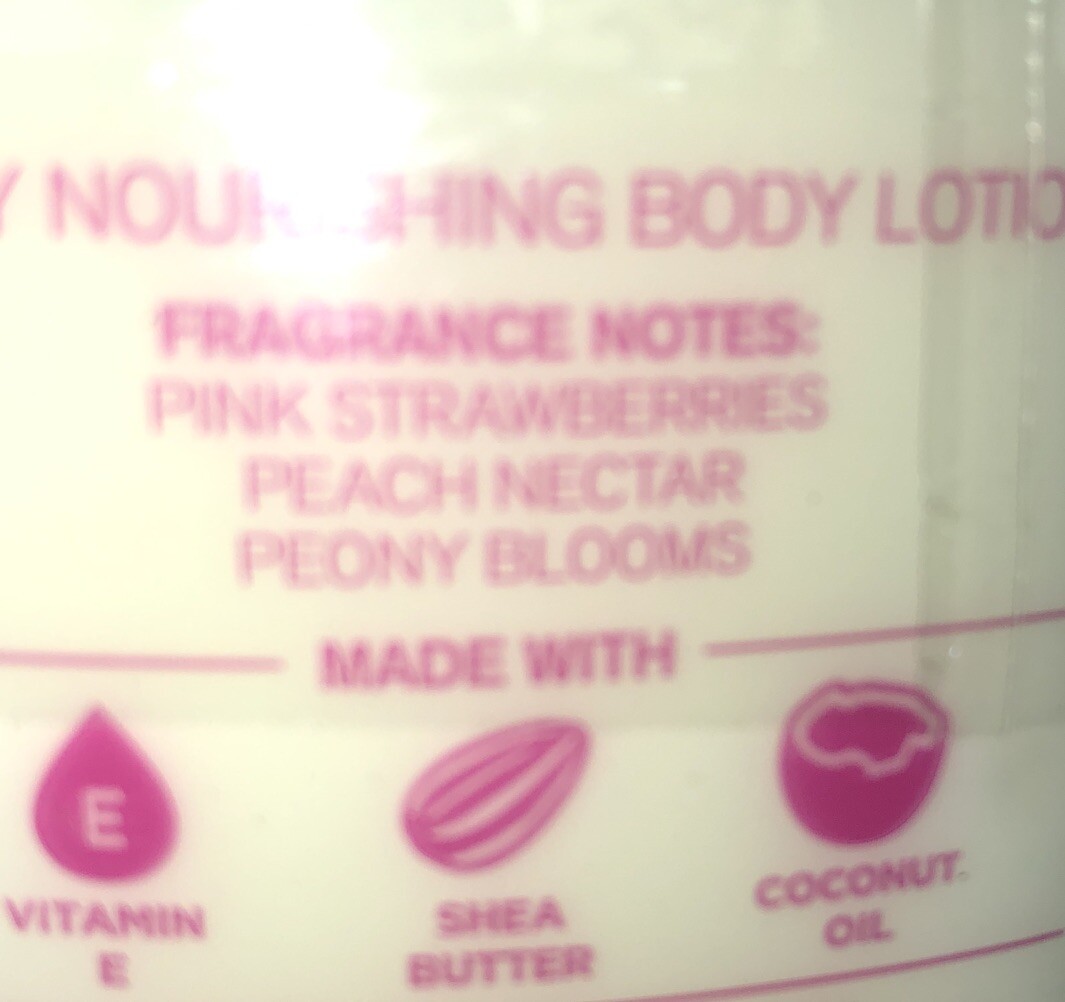 Y NOURISHING BODY LOTIO
FRAGRANCE NOTES:
PINK STRAWBERRIES
PEACH NECTAR
PEONY BLOOMS
MADE WITH
E
VITAMIN
E
SHEA
BUTTER
COCONUT
OIL